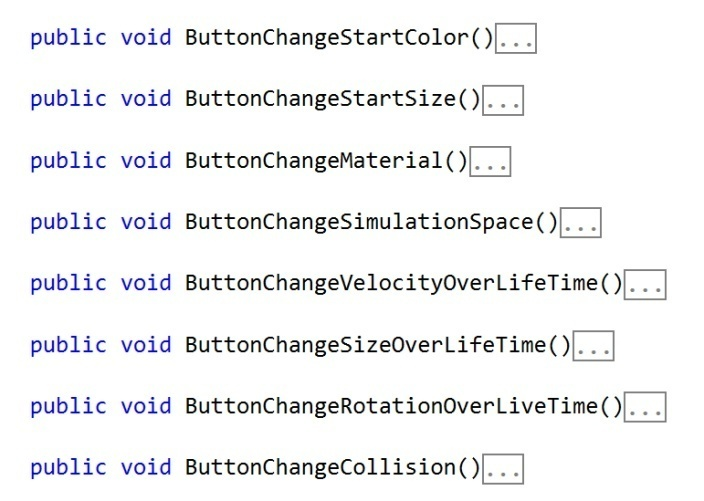 public void ButtonChangeStartColor()...
public void ButtonChangeStartSize()...
public void ButtonChangeMaterial()...
public void ButtonChangeSimulationSpace()...
public void ButtonChangeVelocityOverLifeTime()...
public void ButtonChangeSizeOverLifeTime()...
public void ButtonChangeRotationOverLiveTime()...
public void ButtonChangeCollision()...